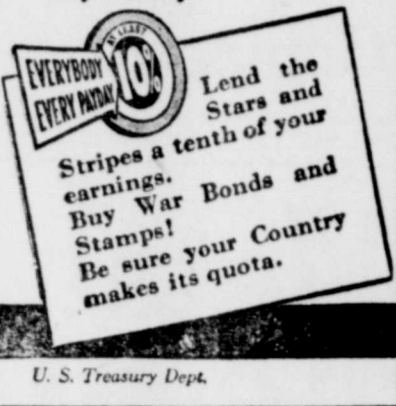 AT LEAST
EVERYBODY
EVERY PAYDAY
10%
Lend the
Stars and
Stripes a tenth of your
earnings.
Buy War Bonds and
Stamps!
Be sure your Country
makes its quota.
U. S. Treasury Dept.